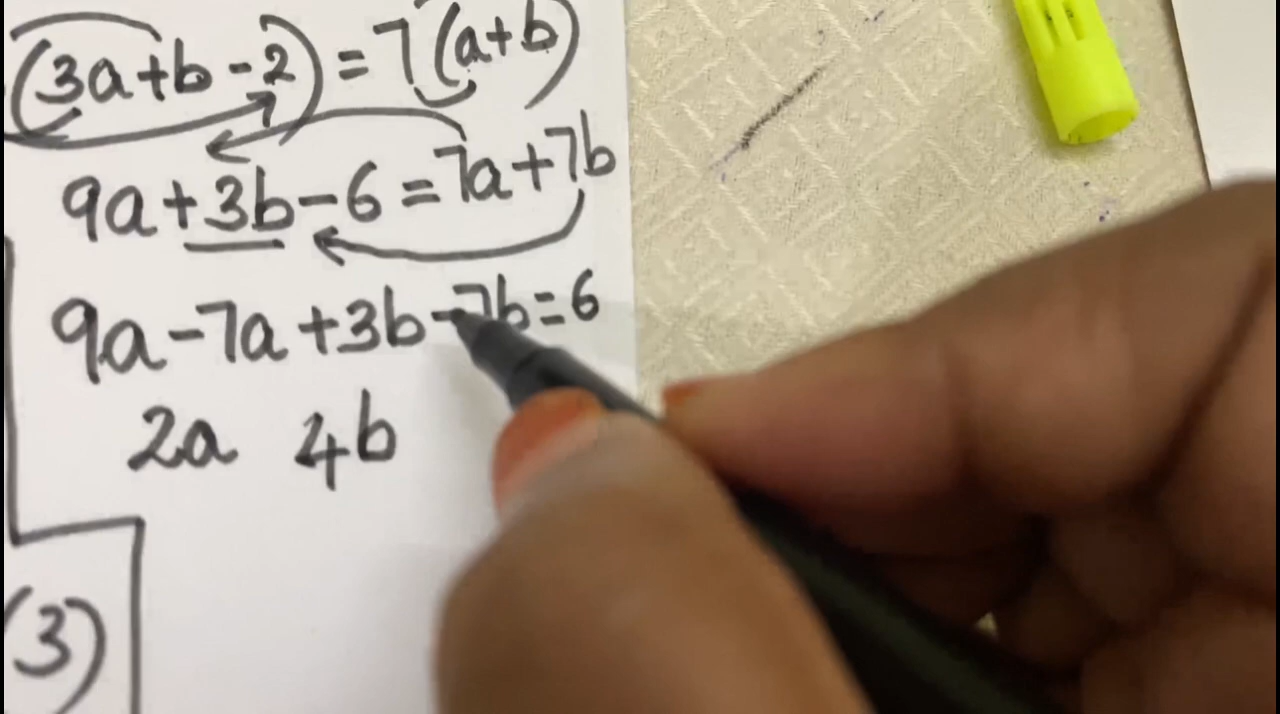 (3a+b-2) = 7(a+b)
9a+3b-6=7a+7b
9a-7a+3b-7b=6
2a 4b
(3)